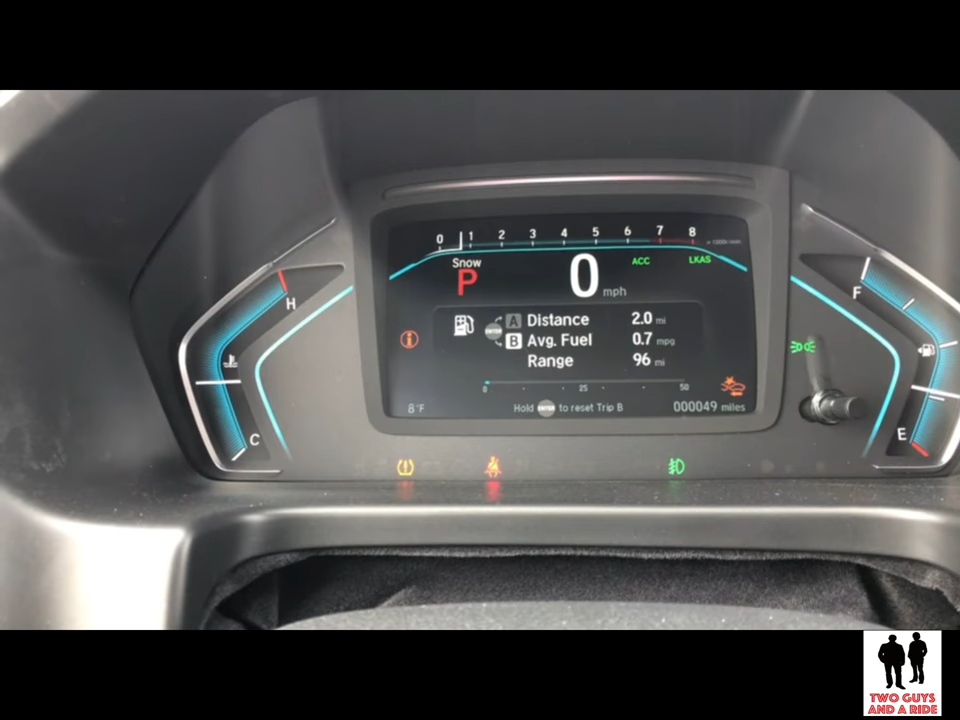 0 1 2 3 4 5 6 7 8
Snow
P
0 mph
ACC
LKAS
A Distance 2.0 mi
B Avg. Fuel 0.7 mpg
Range 96 mi
0 25 50
8°F
Hold ENTER to reset Trip B
000049 miles
H
C
F
E
TWO GUYS
AND A RIDE